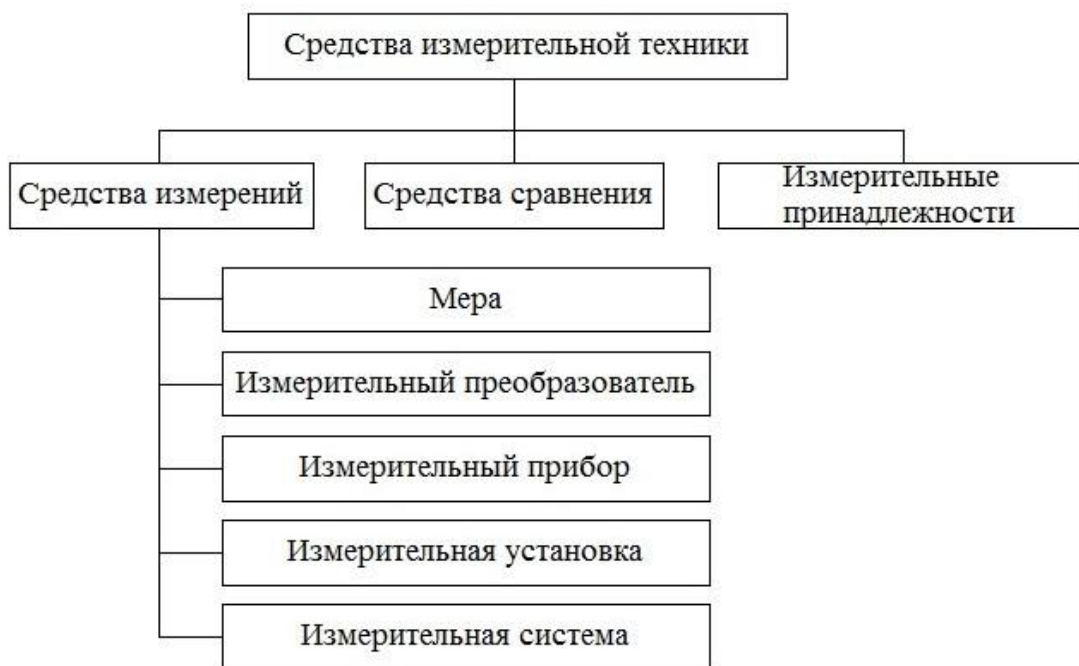 Средства измерительной техники
Средства измерений
Средства сравнения
Измерительные
принадлежности
Мера
Измерительный преобразователь
Измерительный прибор
Измерительная установка
Измерительная система